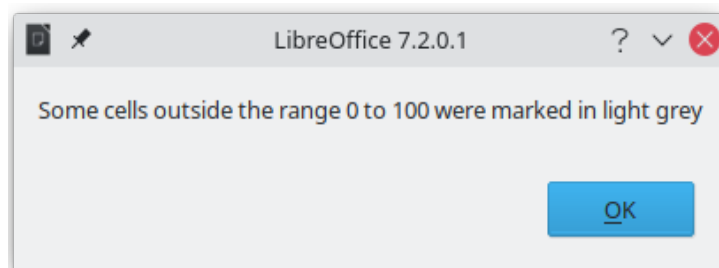 LibreOffice 7.2.0.1
Some cells outside the range 0 to 100 were marked in light grey
OK